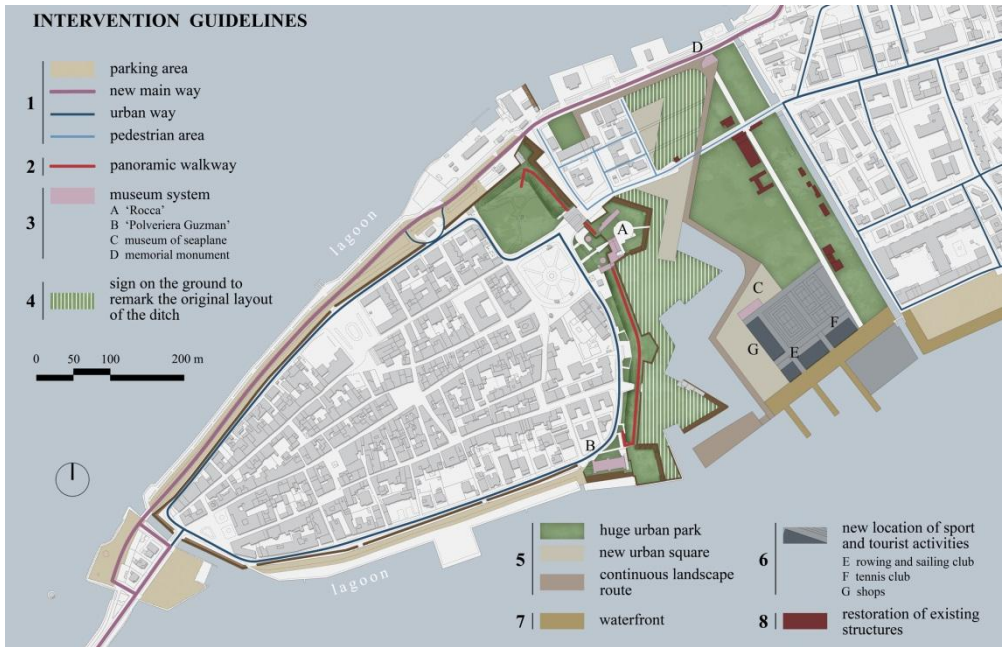 INTERVENTION GUIDELINES
1
parking area
new main way
urban way
pedestrian area
2
panoramic walkway
3
museum system
A 'Rocca'
B 'Polveriera Guzman'
C museum of seaplane
D memorial monument
4
sign on the ground to
remark the original layout
of the ditch
0 50 100 200 m
lagoon
D
A
C
F
G
E
B
lagoon
5
huge urban park
new urban square
continuous landscape
route
7
waterfront
6
new location of sport
and tourist activities
E rowing and sailing club
F tennis club
G shops
8
restoration of existing
structures